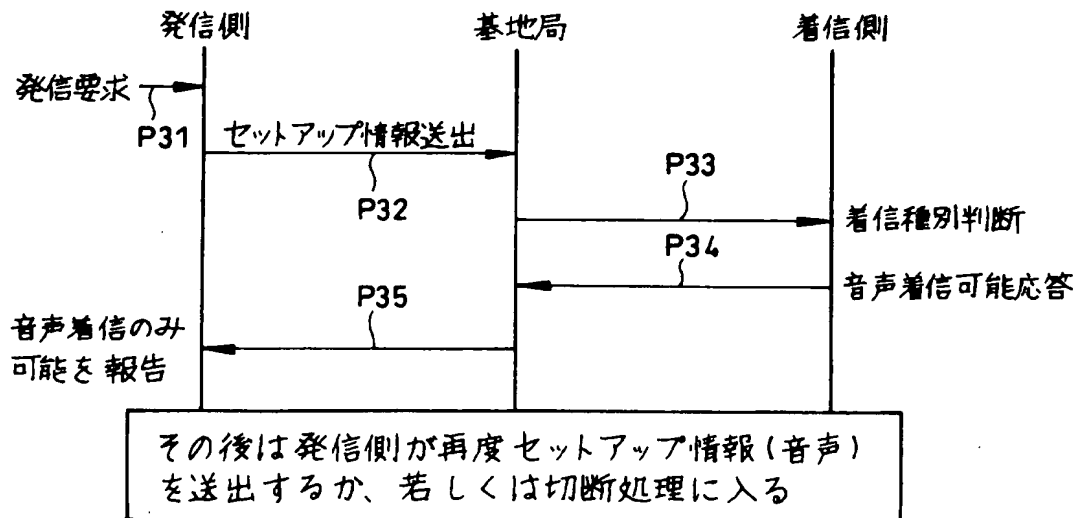 発信側
基地局
着信側
発信要求
P31
セットアップ情報送出
P32
P33
着信種別判断
P34
音声着信可能応答
P35
音声着信のみ
可能を報告
その後は発信側が再度セットアップ情報(音声)
を送出するか、若しくは切断処理に入る